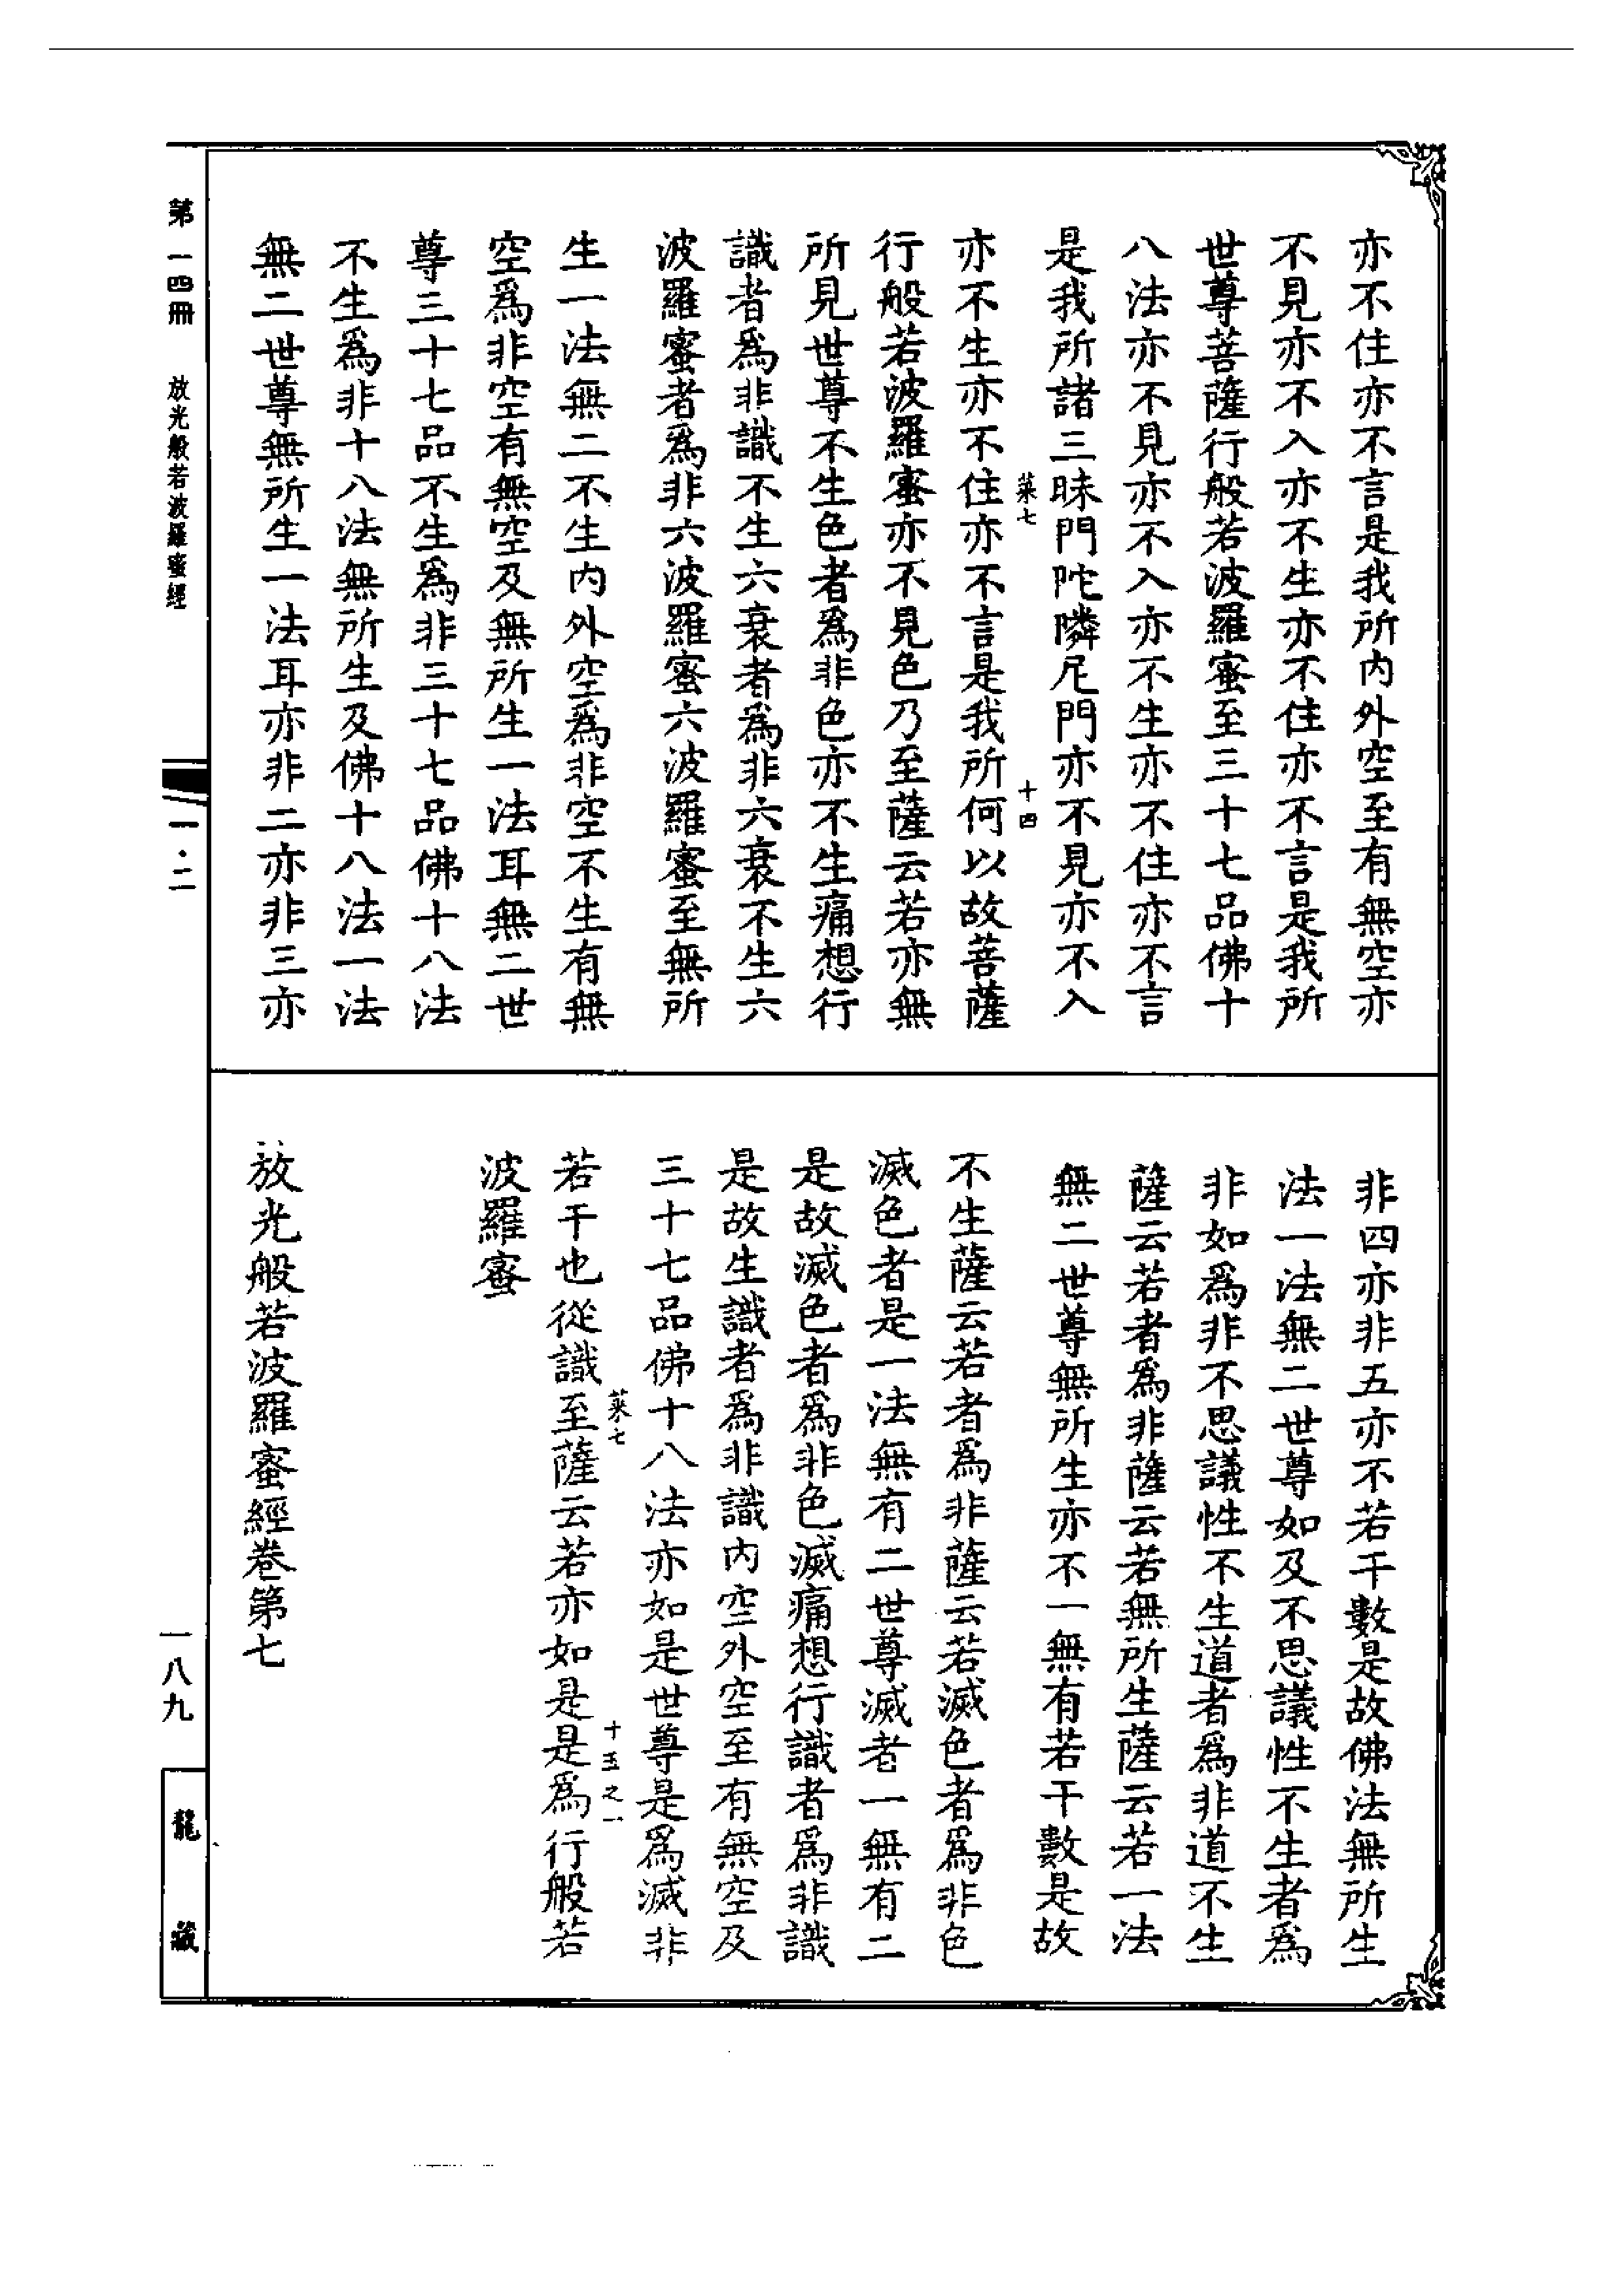 亦不住亦不言是我所內外空至有無空亦
不見亦不入亦不生亦不住亦不言是我所
世尊菩薩行般若波羅蜜至三十七品佛十
八法亦不見亦不入亦不生亦不住亦不言
是我所諸三昧門陀隣尼門亦不見亦不入
菜七 十四
亦不生亦不住亦不言是我所何以故菩薩
行般若波羅蜜亦不見色乃至薩云若亦無
所見世尊不生色者為非色亦不生痛想行
識者為非識不生六衰者為非六衰不生六
波羅蜜者為非六波羅蜜六波羅蜜至無所
生一法無二不生內外空為非空不生有無
空為非空有無空及無所生一法耳無二世
尊三十七品不生為非三十七品佛十八法
不生為非十八法無所生及佛十八法一法
無二世尊無所生一法耳亦非二亦非三亦
非四亦非五亦不若干數是故佛法無所生
法一法無二世尊如及不思議性不生者為
非如為非不思議性不生道者為非道不生
薩云若者為非薩云若無所生薩云若一法
無二世尊無所生亦不一無有若干數是故
不生薩云若者為非薩云若滅色者為非色
滅色者是一法無有二世尊滅者一無有二
是故滅色者為非色滅痛想行識者為非識
是故生識者為非識內空外空至有無空及
三十七品佛十八法亦如是世尊是為滅非
菜七 十五之一
若干也從識至薩云若亦如是是為行般若
波羅蜜
放光般若波羅蜜經卷第七
第一四冊 放光般若波羅蜜經
一·二
一八九
龍藏